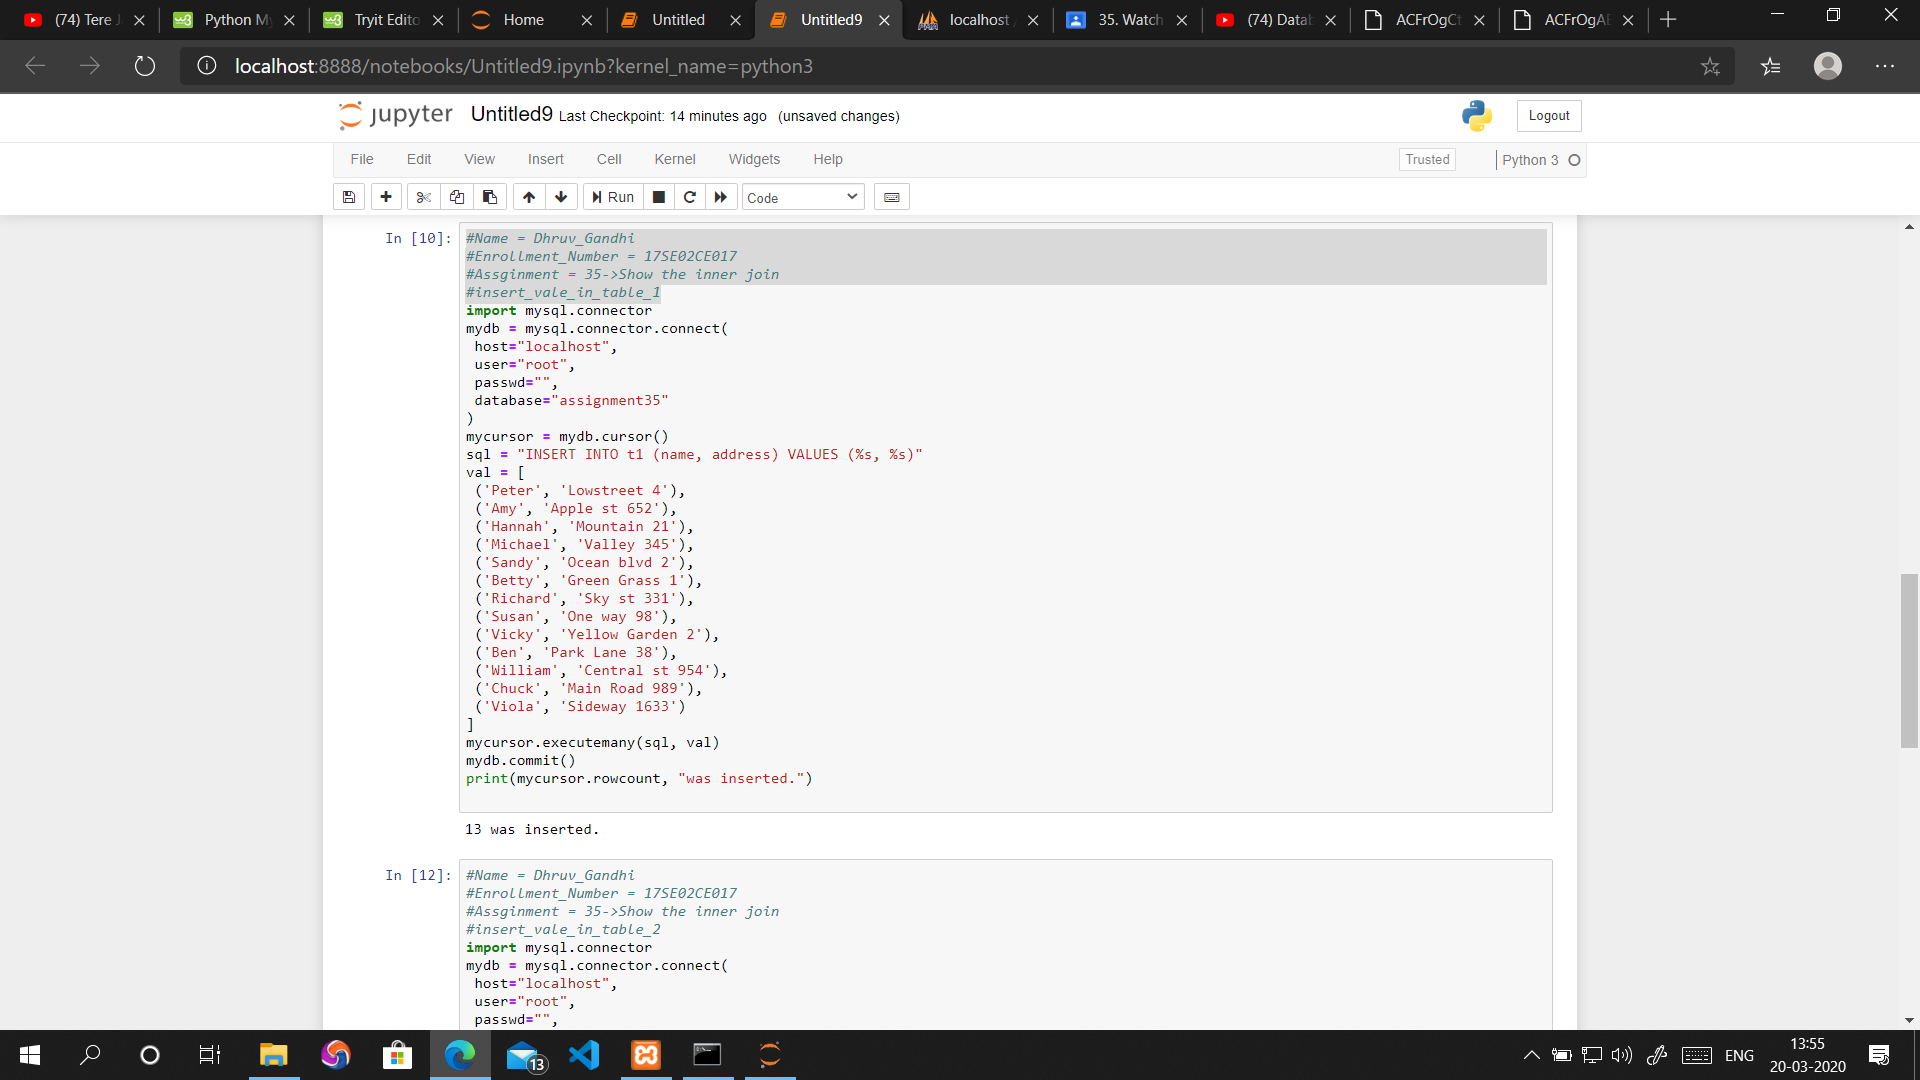 (74) Tere J
Python M
Tryit Edito
Home
Untitled
Untitled9
localhost /
35. Watch
(74) Datab
ACFrOgCt
ACFrOgAE
localhost:8888/notebooks/Untitled9.ipynb?kernel_name=python3
jupyter Untitled9 Last Checkpoint: 14 minutes ago (unsaved changes)
Logout
File Edit View Insert Cell Kernel Widgets Help
Trusted
Python 3
Run
Code
In [10]:
#Name = Dhruv_Gandhi
#Enrollment_Number = 17SE02CE017
#Assginment = 35->Show the inner join
#insert_vale_in_table_1
import mysql.connector
mydb = mysql.connector.connect(
host="localhost",
user="root",
passwd="",
database="assignment35"
)
mycursor = mydb.cursor()
sql = "INSERT INTO t1 (name, address) VALUES (%s, %s)"
val = [
('Peter', 'Lowstreet 4'),
('Amy', 'Apple st 652'),
('Hannah', 'Mountain 21'),
('Michael', 'Valley 345'),
('Sandy', 'Ocean blvd 2'),
('Betty', 'Green Grass 1'),
('Richard', 'Sky st 331'),
('Susan', 'One way 98'),
('Vicky', 'Yellow Garden 2'),
('Ben', 'Park Lane 38'),
('William', 'Central st 954'),
('Chuck', 'Main Road 989'),
('Viola', 'Sideway 1633')
]
mycursor.executemany(sql, val)
mydb.commit()
print(mycursor.rowcount, "was inserted.")
13 was inserted.
In [12]:
#Name = Dhruv_Gandhi
#Enrollment_Number = 17SE02CE017
#Assginment = 35->Show the inner join
#insert_vale_in_table_2
import mysql.connector
mydb = mysql.connector.connect(
host="localhost",
user="root",
passwd="",
13
ENG
13:55
20-03-2020